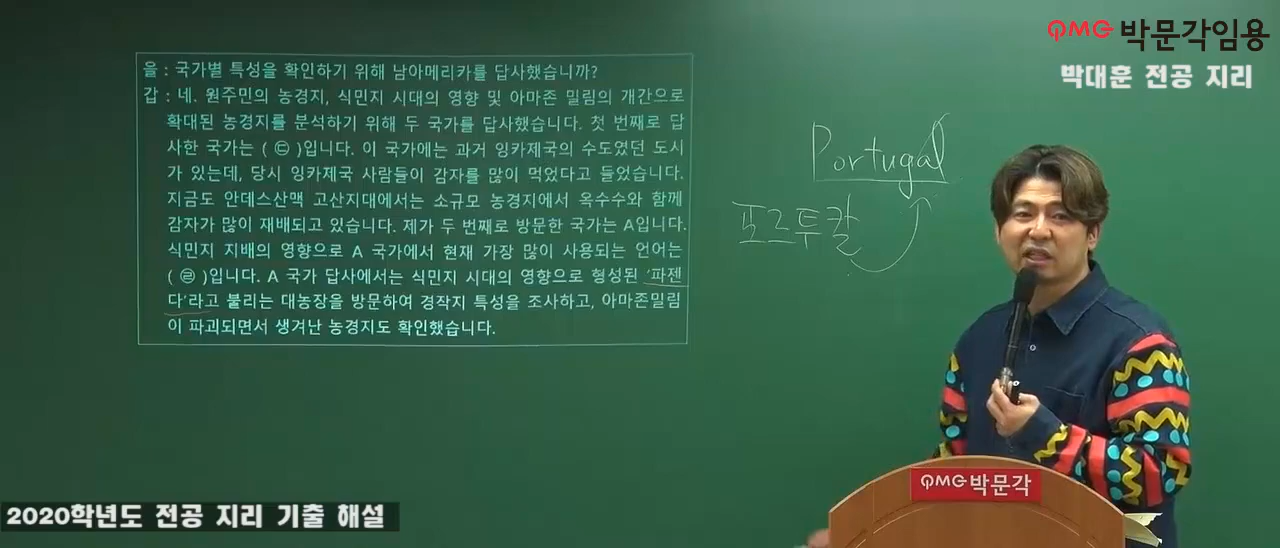 PMG 박문각임용
박대훈 전공 지리
을 : 국가별 특성을 확인하기 위해 남아메리카를 답사했습니까?
갑 : 네. 원주민의 농경지, 식민지 시대의 영향 및 아마존 밀림의 개간으로
확대된 농경지를 분석하기 위해 두 국가를 답사했습니다. 첫 번째로 답
사한 국가는 ( ㉢ )입니다. 이 국가에는 과거 잉카제국의 수도였던 도시
가 있는데, 당시 잉카제국 사람들이 감자를 많이 먹었다고 들었습니다.
지금도 안데스산맥 고산지대에서는 소규모 농경지에서 옥수수와 함께
감자가 많이 재배되고 있습니다. 제가 두 번째로 방문한 국가는 A입니다.
식민지 지배의 영향으로 A 국가에서 현재 가장 많이 사용되는 언어는
( ㉣ )입니다. A 국가 답사에서는 식민지 시대의 영향으로 형성된 '파젠
다'라고 불리는 대농장을 방문하여 경작지 특성을 조사하고, 아마존밀림
이 파괴되면서 생겨난 농경지도 확인했습니다.
Portugal
포르투칼
PMG 박문각
2020학년도 전공 지리 기출 해설